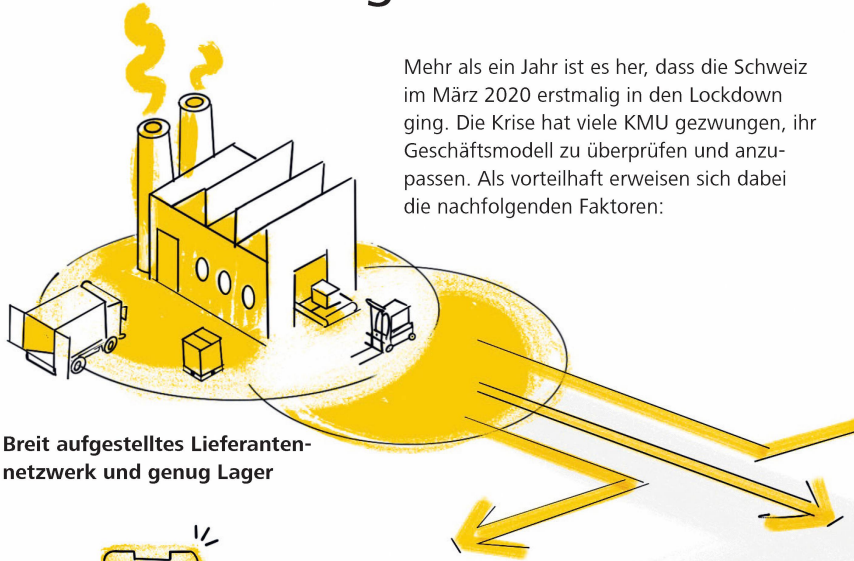 Mehr als ein Jahr ist es her, dass die Schweiz
im März 2020 erstmalig in den Lockdown
ging. Die Krise hat viele KMU gezwungen, ihr
Geschäftsmodell zu überprüfen und anzu-
passen. Als vorteilhaft erweisen sich dabei
die nachfolgenden Faktoren:
Breit aufgestelltes Lieferanten-
netzwerk und genug Lager